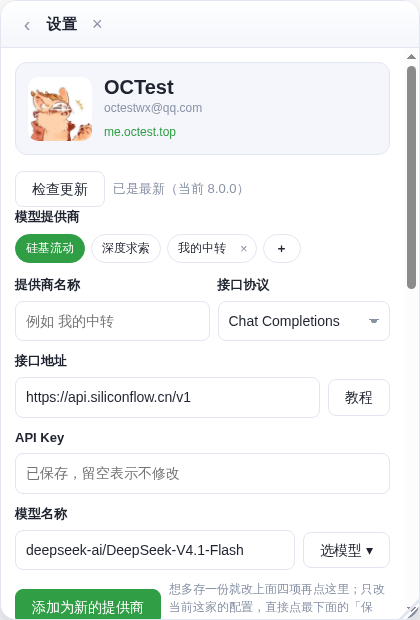 设置
OCTest
octestwx@qq.com
me.octest.top
检查更新 已是最新（当前 8.0.0）
模型提供商
硅基流动 深度求索 我的中转 × +
提供商名称 接口协议
例如 我的中转 Chat Completions
接口地址
https://api.siliconflow.cn/v1 教程
API Key
已保存，留空表示不修改
模型名称
deepseek-ai/DeepSeek-V4.1-Flash 选模型 ▾
添加为新的提供商
想多存一份就改上面四项再点这里；只改
当前这家的配置，直接点最下面的「保